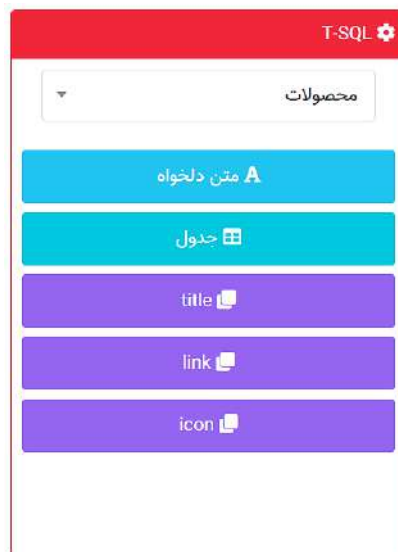 T-SQL
محصولات
متن دلخواه
جدول
title
link
icon